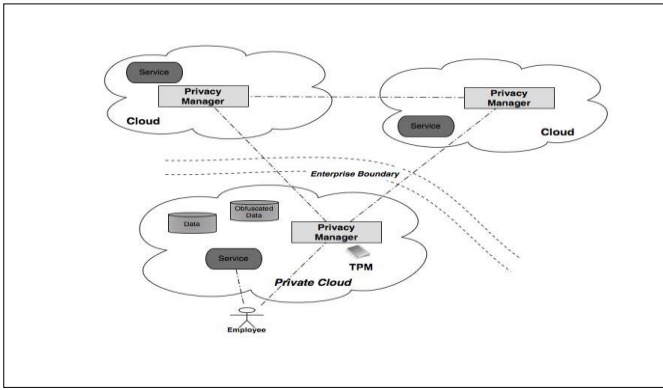 Service
Privacy
Manager
Cloud
Privacy
Manager
Service
Cloud
Enterprise Boundary
Data
Obfuscated
Data
Privacy
Manager
Service
TPM
Private Cloud
Employee